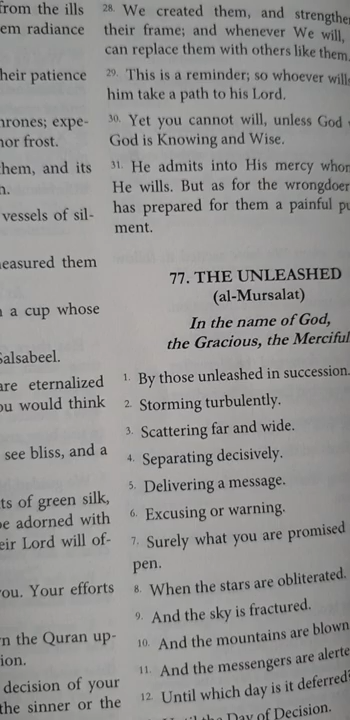 from the ills
em radiance
heir patience
hrones; expe-
nor frost.
them, and its
h.
vessels of sil-
easured them
a cup whose
Salsabeel.
are eternalized
ou would think
see bliss, and a
ts of green silk,
be adorned with
eir Lord will of-
you. Your efforts
n the Quran up-
ion.
decision of your
the sinner or the
28. We created them, and strengthe
their frame; and whenever We will,
can replace them with others like them.
29. This is a reminder; so whoever wills
him take a path to his Lord.
30. Yet you cannot will, unless God
God is Knowing and Wise.
31. He admits into His mercy whom
He wills. But as for the wrongdoer
has prepared for them a painful pu
ment.
77. THE UNLEASHED
(al-Mursalat)
In the name of God,
the Gracious, the Merciful
1. By those unleashed in succession.
2. Storming turbulently.
3. Scattering far and wide.
4. Separating decisively.
5. Delivering a message.
6. Excusing or warning.
7. Surely what you are promised
pen.
8. When the stars are obliterated.
9. And the sky is fractured.
10. And the mountains are blown
11. And the messengers are alerte
12. Until which day is it deferred
Day of Decision.